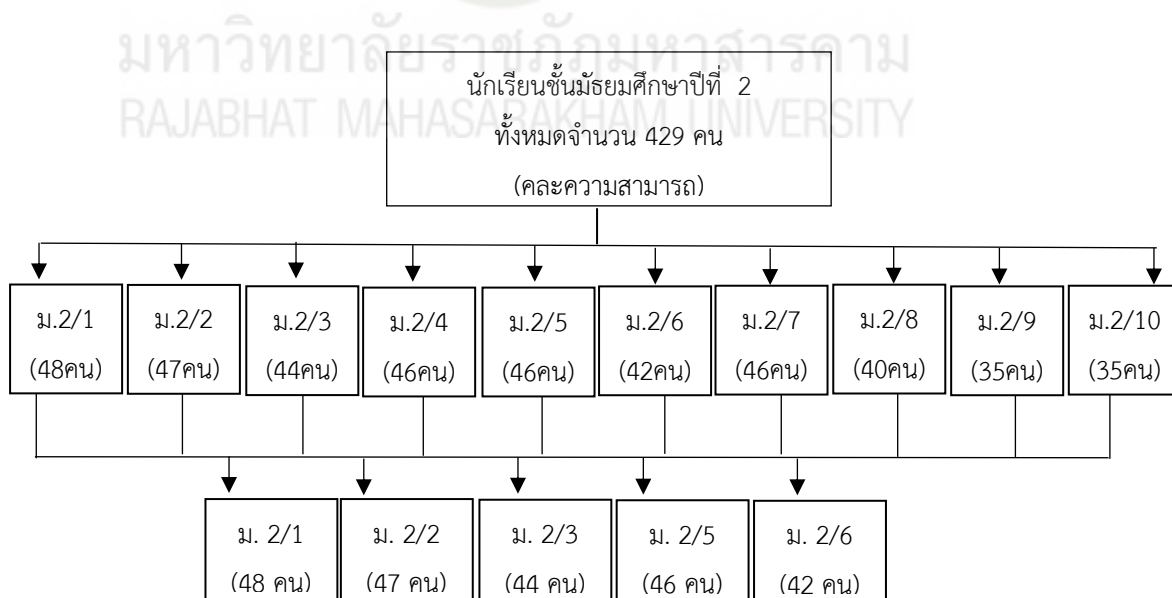 มหาวิทยาลัยราชภัฏมหาสารคาม
RAJABHAT MAHASARAKHAM UNIVERSITY
นักเรียนชั้นมัธยมศึกษาปีที่ 2
ทั้งหมดจำนวน 429 คน
(คละความสามารถ)
ม.2/1
(48คน)
ม.2/2
(47คน)
ม.2/3
(44คน)
ม.2/4
(46คน)
ม.2/5
(46คน)
ม.2/6
(42คน)
ม.2/7
(46คน)
ม.2/8
(40คน)
ม.2/9
(35คน)
ม.2/10
(35คน)
ม. 2/1
(48 คน)
ม. 2/2
(47 คน)
ม. 2/3
(44 คน)
ม. 2/5
(46 คน)
ม. 2/6
(42 คน)